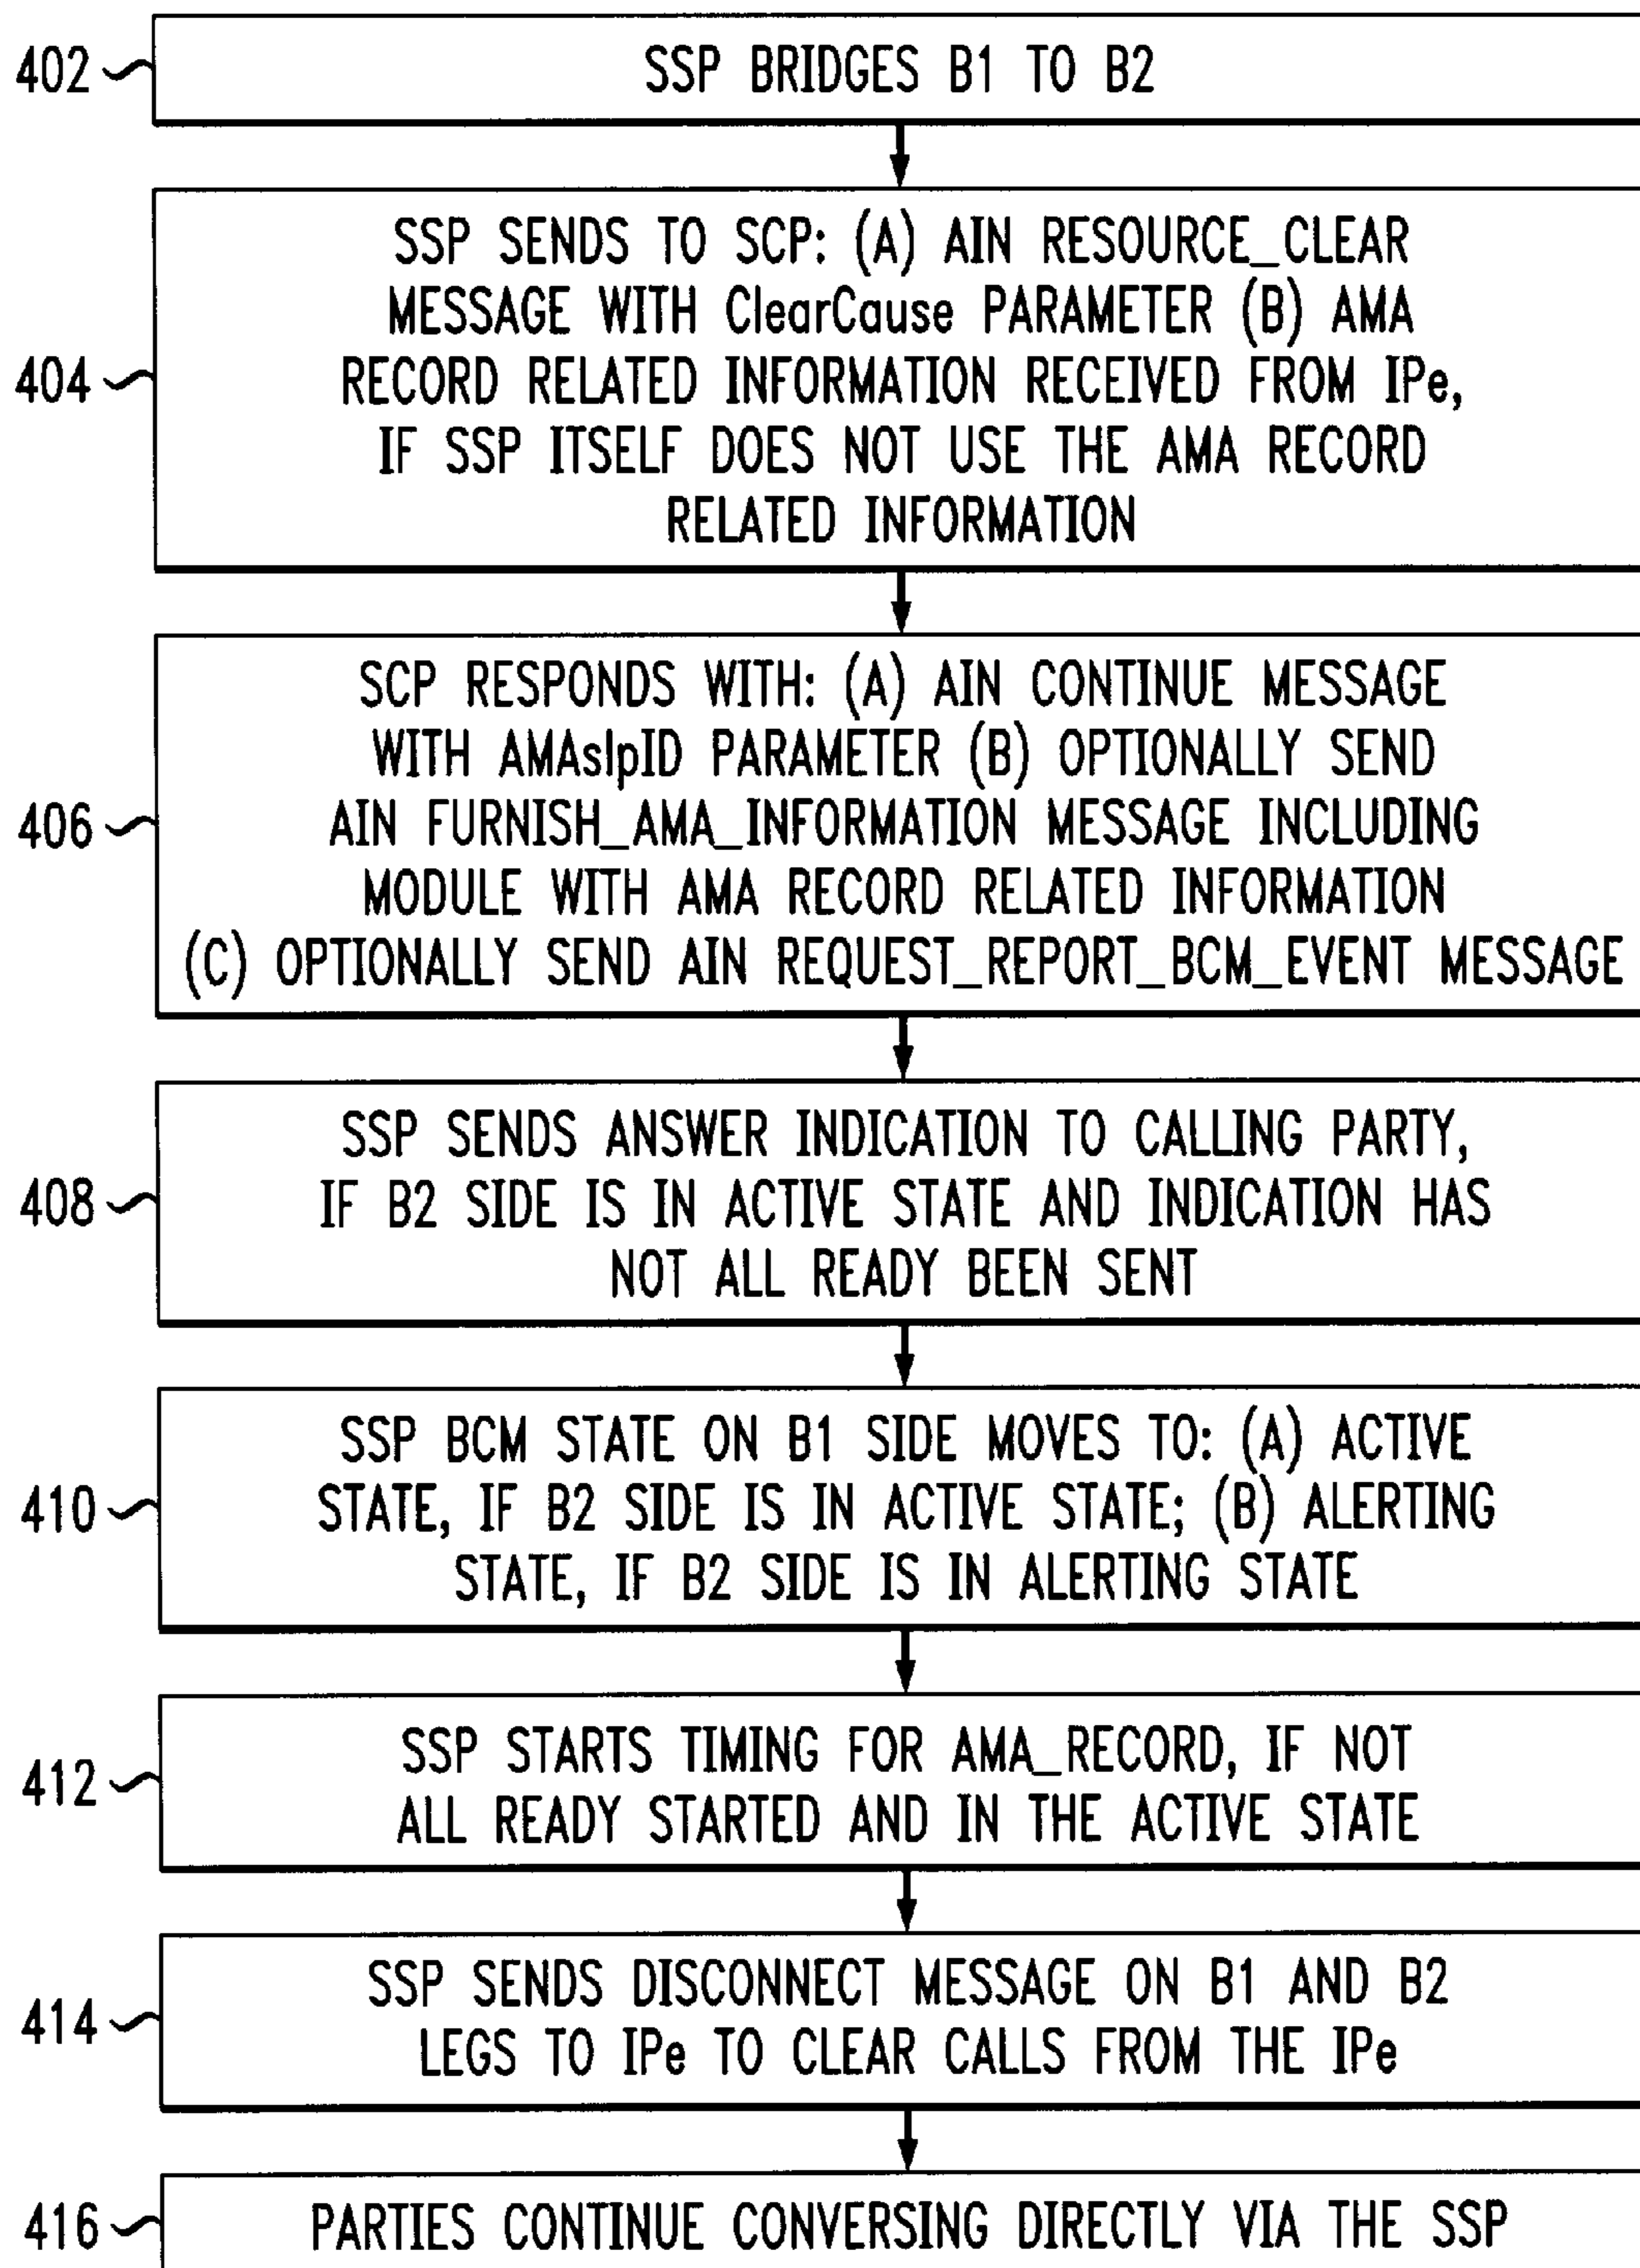 402
SSP BRIDGES B1 TO B2
404
SSP SENDS TO SCP: (A) AIN RESOURCE_CLEAR
MESSAGE WITH ClearCause PARAMETER (B) AMA
RECORD RELATED INFORMATION RECEIVED FROM IPe,
IF SSP ITSELF DOES NOT USE THE AMA RECORD
RELATED INFORMATION
406
SCP RESPONDS WITH: (A) AIN CONTINUE MESSAGE
WITH AMAslpID PARAMETER (B) OPTIONALLY SEND
AIN FURNISH_AMA_INFORMATION MESSAGE INCLUDING
MODULE WITH AMA RECORD RELATED INFORMATION
(C) OPTIONALLY SEND AIN REQUEST_REPORT_BCM_EVENT MESSAGE
408
SSP SENDS ANSWER INDICATION TO CALLING PARTY,
IF B2 SIDE IS IN ACTIVE STATE AND INDICATION HAS
NOT ALL READY BEEN SENT
410
SSP BCM STATE ON B1 SIDE MOVES TO: (A) ACTIVE
STATE, IF B2 SIDE IS IN ACTIVE STATE; (B) ALERTING
STATE, IF B2 SIDE IS IN ALERTING STATE
412
SSP STARTS TIMING FOR AMA_RECORD, IF NOT
ALL READY STARTED AND IN THE ACTIVE STATE
414
SSP SENDS DISCONNECT MESSAGE ON B1 AND B2
LEGS TO IPe TO CLEAR CALLS FROM THE IPe
416
PARTIES CONTINUE CONVERSING DIRECTLY VIA THE SSP